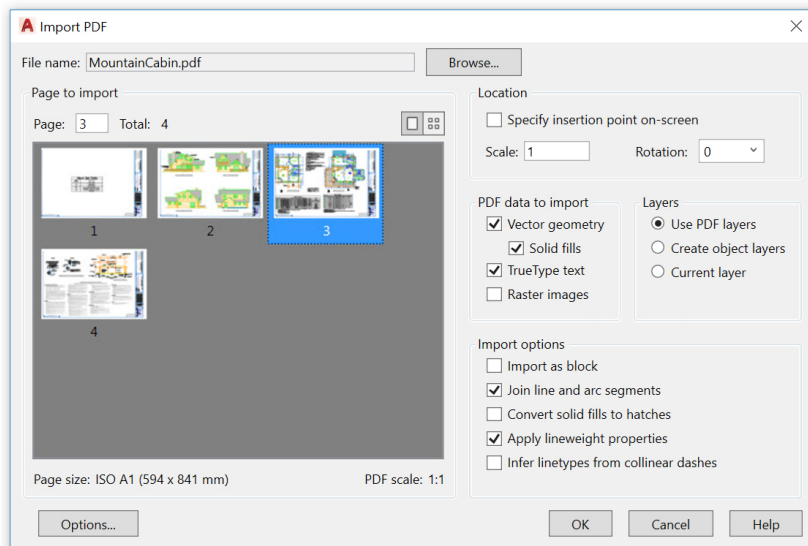 Import PDF
File name: MountainCabin.pdf Browse...
Page to import
Page: 3 Total: 4
1 2 3
4
Page size: ISO A1 (594 x 841 mm) PDF scale: 1:1
Location
Specify insertion point on-screen
Scale: 1 Rotation: 0
PDF data to import
Vector geometry
Solid fills
TrueType text
Raster images
Layers
Use PDF layers
Create object layers
Current layer
Import options
Import as block
Join line and arc segments
Convert solid fills to hatches
Apply lineweight properties
Infer linetypes from collinear dashes
Options... OK Cancel Help